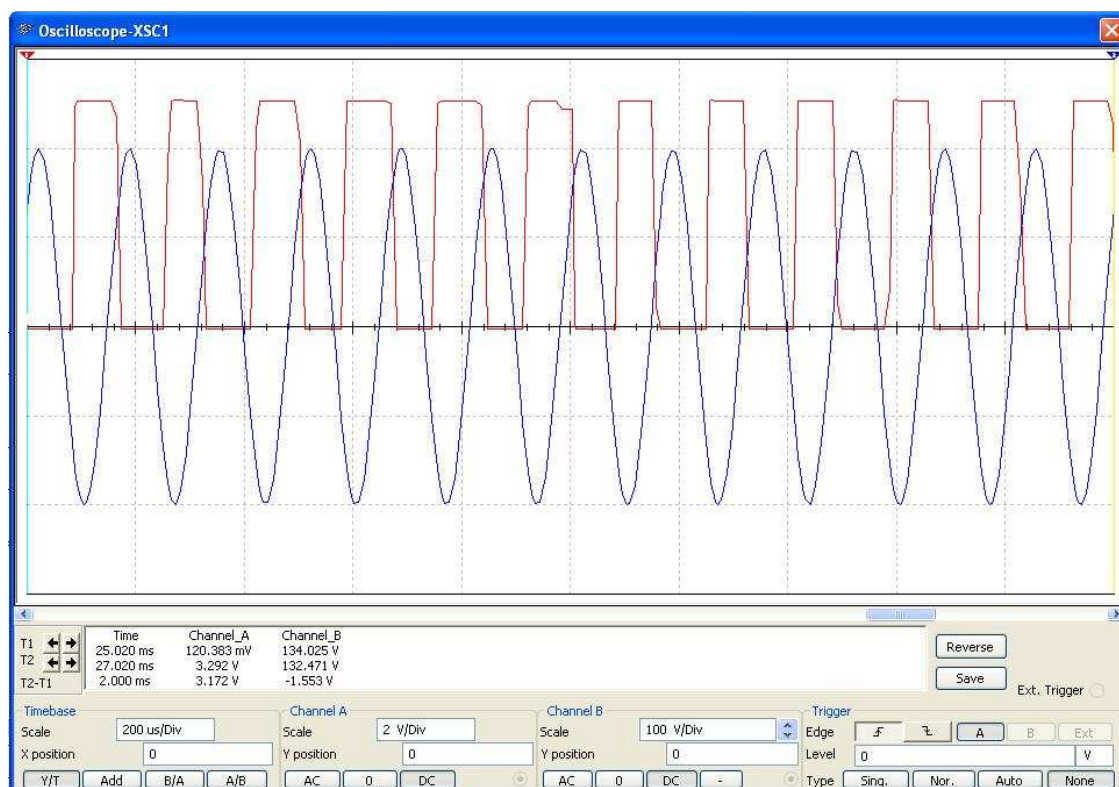 Oscilloscope-XSC1
1
T1
T2
T2-T1
Time Channel_A Channel_B
25.020 ms 120.383 mV 134.025 V
27.020 ms 3.292 V 132.471 V
2.000 ms 3.172 V -1.553 V
Reverse
Save
Ext. Trigger
Timebase
Scale 200 us/Div
X position 0
Y/T Add B/A A/B
Channel A
Scale 2 V/Div
Y position 0
AC 0 DC
Channel B
Scale 100 V/Div
Y position 0
AC 0 DC -
Trigger
Edge A B Ext
Level 0 V
Type Sing. Nor. Auto None